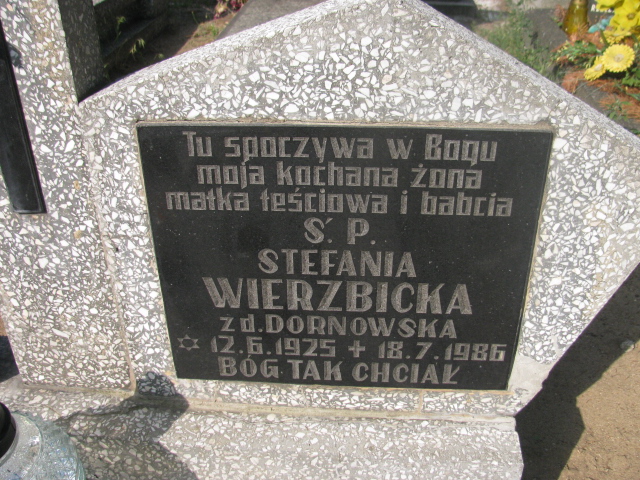 Tu spoczywa w Bogu
moja kochana żona
matka teściowa i babcia
Ś. P.
STEFANIA
WIERZBICKA
z d. DORNOWSKA
✡ 12.6.1925 + 18.7.1986
BÓG TAK CHCIAŁ